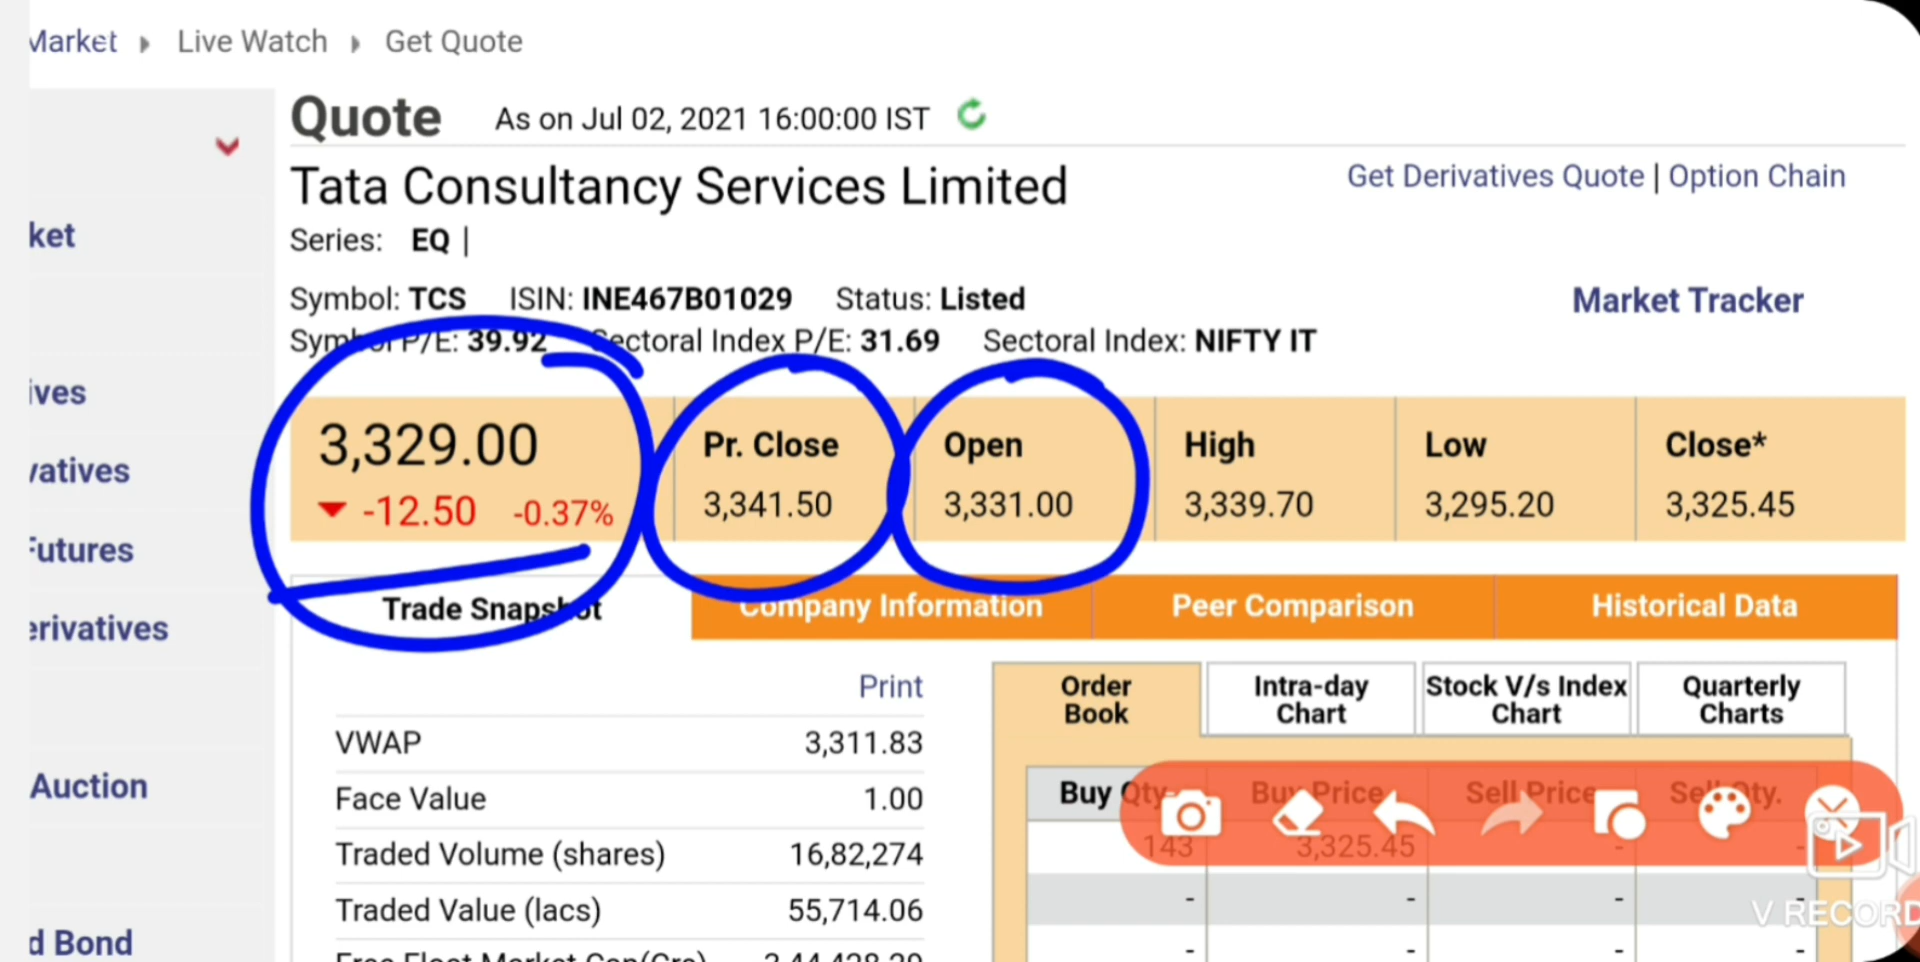 Market Live Watch Get Quote
Quote As on Jul 02, 2021 16:00:00 IST
Tata Consultancy Services Limited
Get Derivatives Quote | Option Chain
Series: EQ |
Symbol: TCS ISIN: INE467B01029 Status: Listed
Market Tracker
Symbol P/E: 39.92 Sectoral Index P/E: 31.69 Sectoral Index: NIFTY IT
3,329.00
-12.50 -0.37%
Pr. Close
3,341.50
Open
3,331.00
High
3,339.70
Low
3,295.20
Close*
3,325.45
Trade Snapshot Company Information Peer Comparison Historical Data
Print
VWAP 3,311.83
Face Value 1.00
Traded Volume (shares) 16,82,274
Traded Value (lacs) 55,714.06
Order Book
Intra-day Chart
Stock V/s Index Chart
Quarterly Charts
Buy Qty. Buy Price Sell Price Sell Qty.
143 3,325.45 - -
- - - -
- - - -
ket
ives
vatives
Futures
erivatives
Auction
d Bond
V RECORD